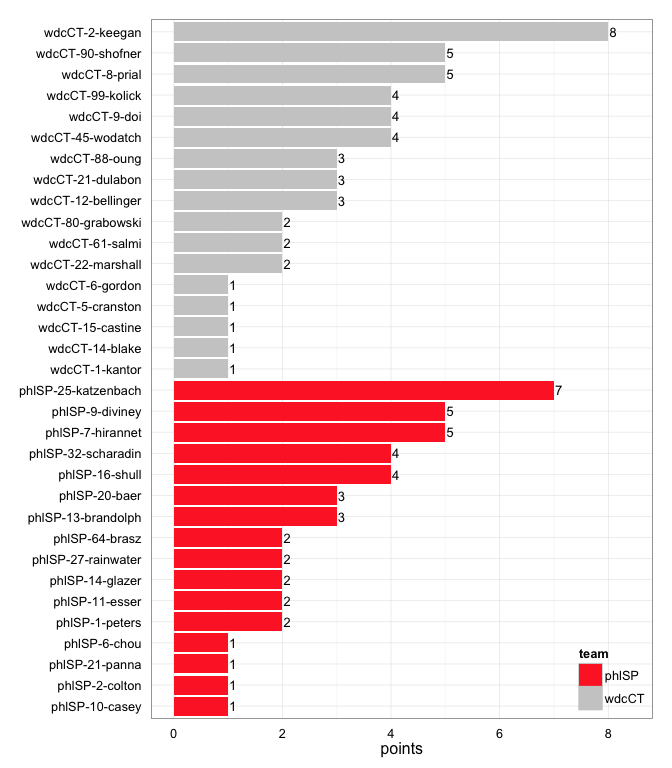 wdcCT-2-keegan 8
wdcCT-90-shofner 5
wdcCT-8-prial 5
wdcCT-99-kolick 4
wdcCT-9-doi 4
wdcCT-45-wodatch 4
wdcCT-88-oung 3
wdcCT-21-dulabon 3
wdcCT-12-bellinger 3
wdcCT-80-grabowski 2
wdcCT-61-salmi 2
wdcCT-22-marshall 2
wdcCT-6-gordon 1
wdcCT-5-cranston 1
wdcCT-15-castine 1
wdcCT-14-blake 1
wdcCT-1-kantor 1
phlSP-25-katzenbach 7
phlSP-9-diviney 5
phlSP-7-hirannet 5
phlSP-32-scharadin 4
phlSP-16-shull 4
phlSP-20-baer 3
phlSP-13-brandolph 3
phlSP-64-brasz 2
phlSP-27-rainwater 2
phlSP-14-glazer 2
phlSP-11-esser 2
phlSP-1-peters 2
phlSP-6-chou 1
phlSP-21-panna 1
phlSP-2-colton 1
phlSP-10-casey 1
team
phlSP
wdcCT
0 2 4 6 8
points